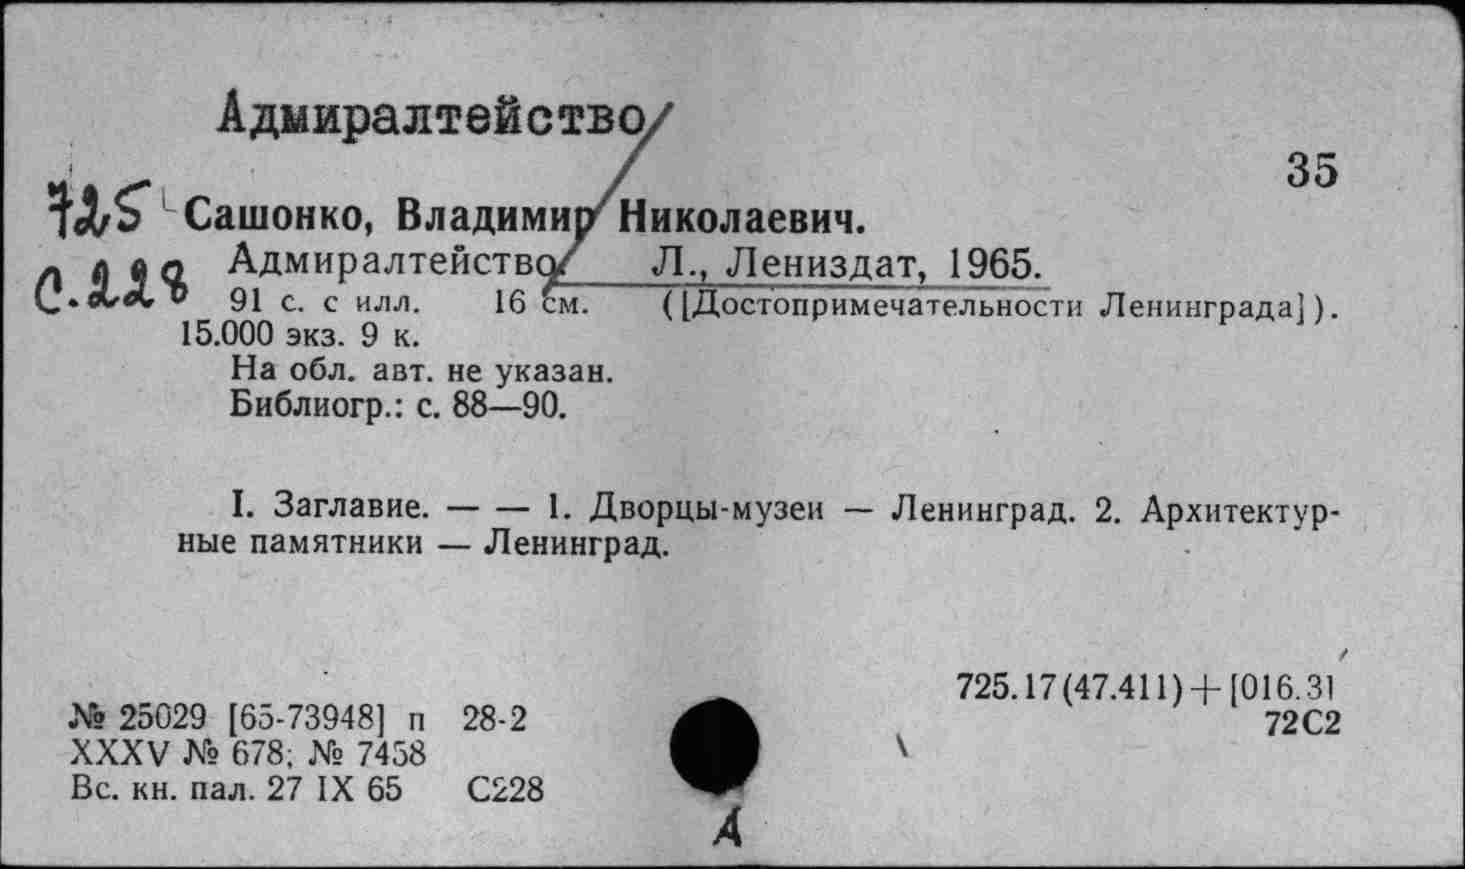 Адмиралтейство/
35
725 Сашонко, Владимир Николаевич.
С.228 Адмиралтейство/ Л., Лениздат, 1965.
91 с. с илл. 16 см. ([Достопримечательности Ленинграда]).
15.000 экз. 9 к.
На обл. авт. не указан.
Библиогр.: с. 88—90.
I. Заглавие. — — 1. Дворцы-музеи — Ленинград. 2. Архитектур-
ные памятники — Ленинград.
725.17(47.411)+[016.3]
№ 25029 [65-73948] п 28-2
72С2
XXXV № 678; № 7458
Вс. кн. пал. 27 IX 65 С228
А